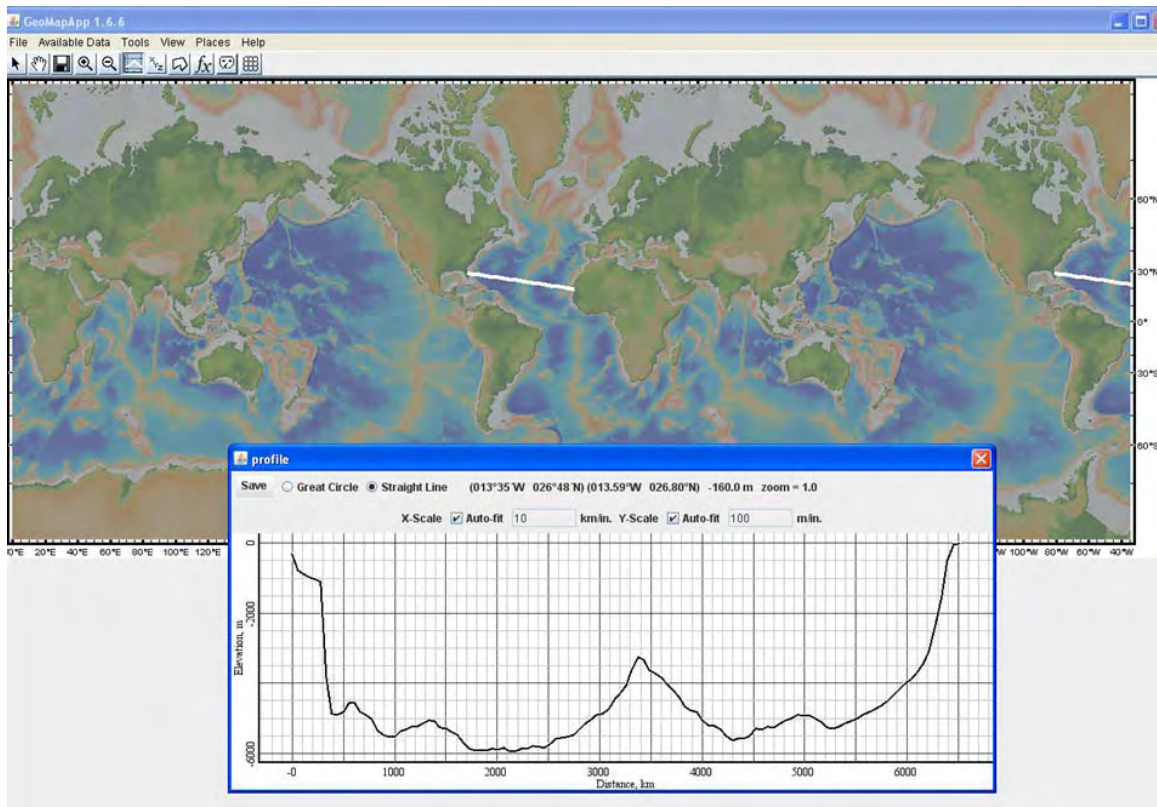 GeoMapApp 1.6.6
File Available Data Tools View Places Help
60°N
30°N
0°
30°S
60°S
profile
Save Great Circle Straight Line (013°35'W 026°48'N) (013.59°W 026.80°N) -160.0 m zoom = 1.0
X-Scale Auto-fit 10 km/in. Y-Scale Auto-fit 100 m/in.
0°E 20°E 40°E 60°E 80°E 100°E 120°E
°W 100°W 80°W 60°W 40°W
0
-2000
-6000
Elevation, m
-0 1000 2000 3000 4000 5000 6000
Distance, km